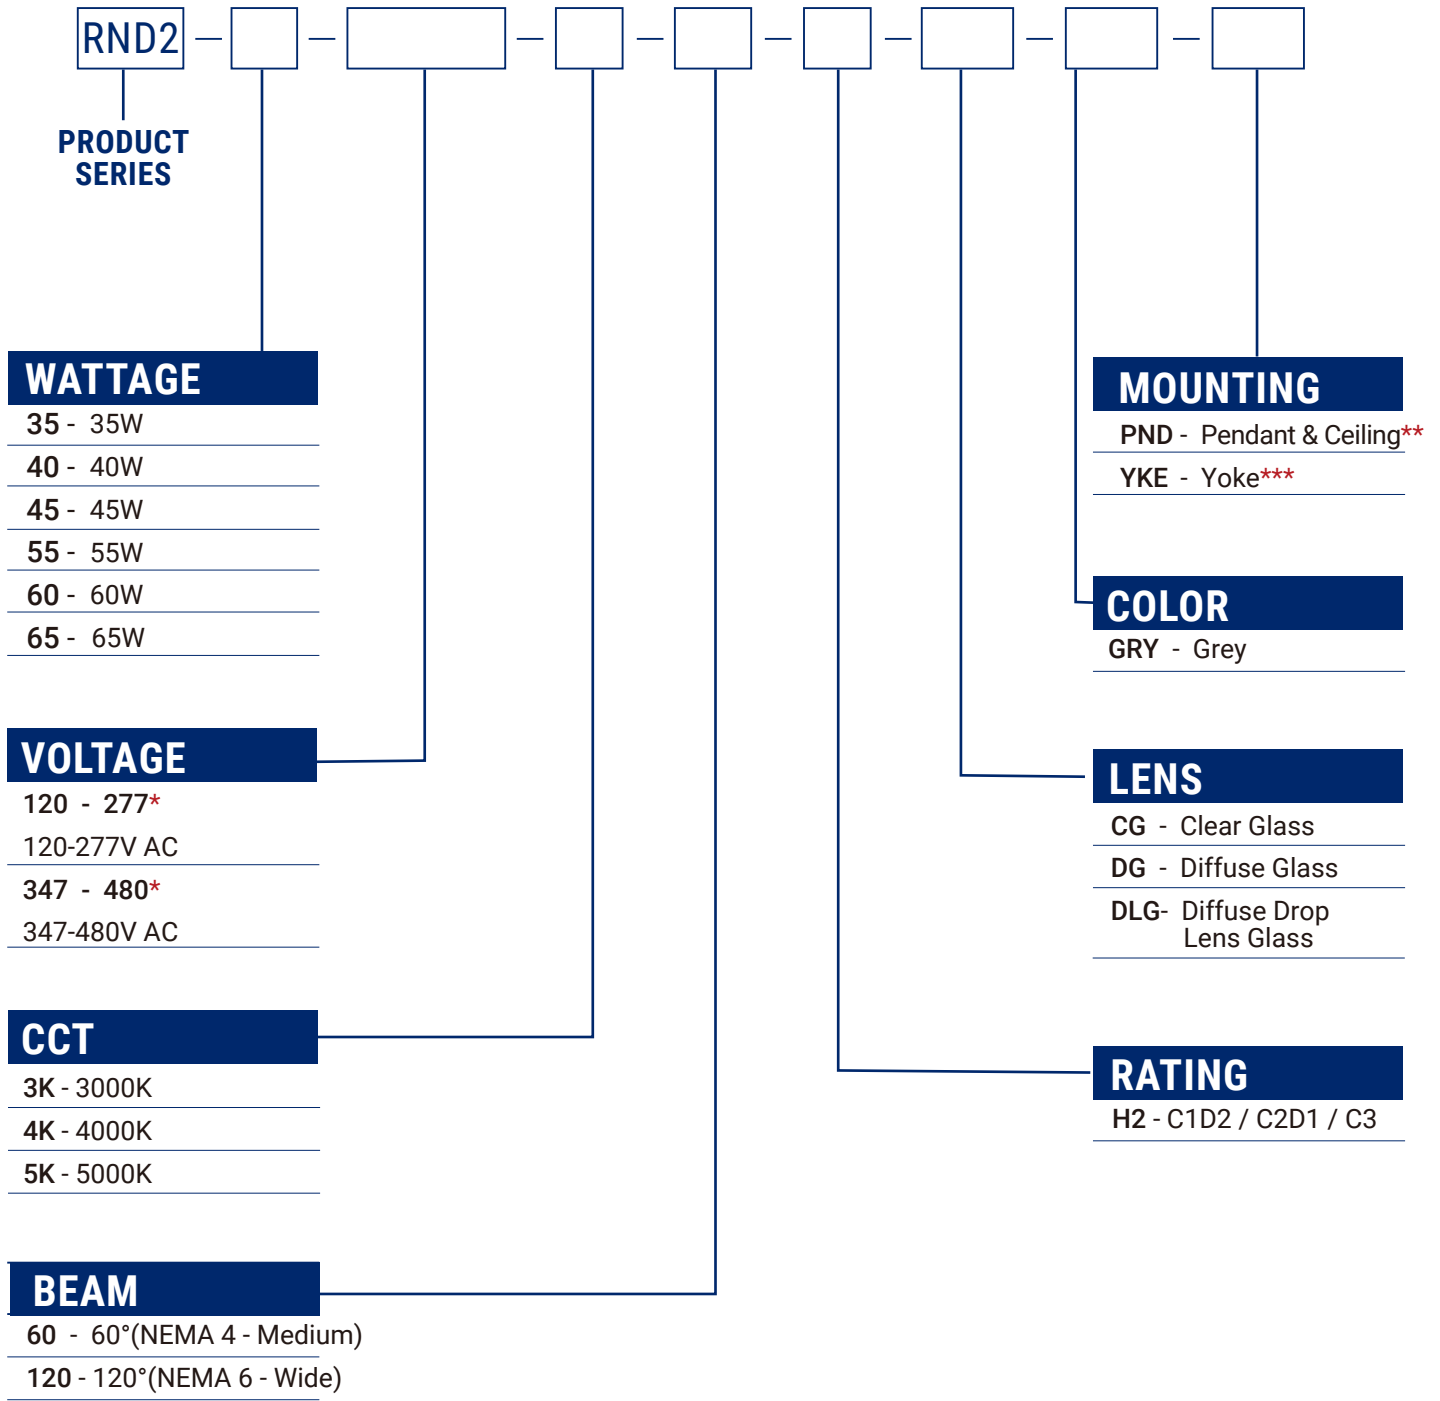 RND2
PRODUCT
SERIES
WATTAGE
35 - 35W
40 - 40W
45 - 45W
55 - 55W
60 - 60W
65 - 65W
VOLTAGE
120 - 277*
120-277V AC
347 - 480*
347-480V AC
CCT
3K - 3000K
4K - 4000K
5K - 5000K
BEAM
60 - 60°(NEMA 4 - Medium)
120 - 120°(NEMA 6 - Wide)
MOUNTING
PND - Pendant & Ceiling**
YKE - Yoke***
COLOR
GRY - Grey
LENS
CG - Clear Glass
DG - Diffuse Glass
DLG- Diffuse Drop
Lens Glass
RATING
H2 - C1D2 / C2D1 / C3